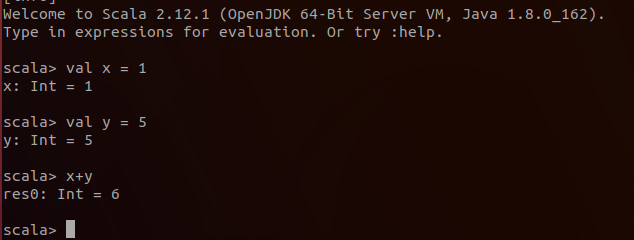 Welcome to Scala 2.12.1 (OpenJDK 64-Bit Server VM, Java 1.8.0_162).
Type in expressions for evaluation. Or try :help.
scala> val x = 1
x: Int = 1
scala> val y = 5
y: Int = 5
scala> x+y
res0: Int = 6
scala>